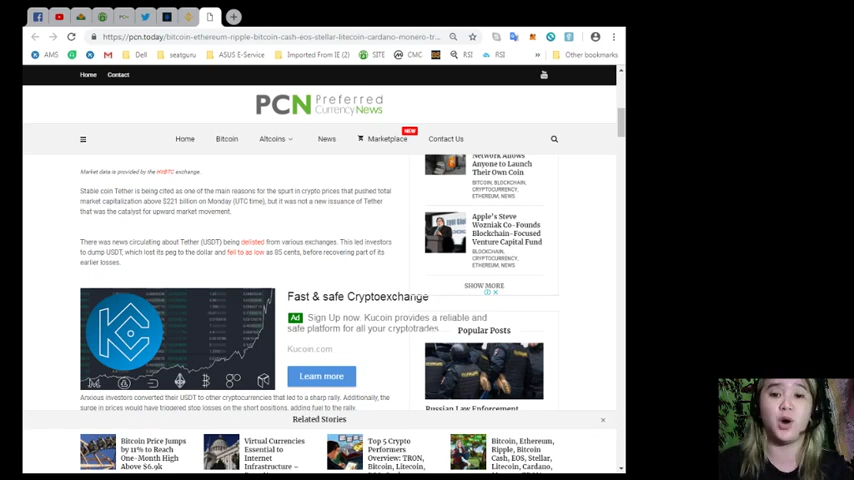 https://pcn.today/bitcoin-ethereum-ripple-bitcoin-cash-eos-stellar-litecoin-cardano-monero-tr...
AMS
Dell
seatguru
ASUS E-Service
Imported From IE (2)
SITE
CMC
RSI
RSI
»
Other bookmarks
Home
Contact
PCN Preferred
Currency News
Home
Bitcoin
Altcoins
News
Marketplace
NEW
Contact Us
Market data is provided by the HitBTC exchange.
Stable coin Tether is being cited as one of the main reasons for the spurt in crypto prices that pushed total
market capitalization above $221 billion on Monday (UTC time), but it was not a new issuance of Tether
that was the catalyst for upward market movement.
There was news circulating about Tether (USDT) being delisted from various exchanges. This led investors
to dump USDT, which lost its peg to the dollar and fell to as low as 85 cents, before recovering part of its
earlier losses.
Fast & safe Cryptoexchange
Ad Sign Up now. Kucoin provides a reliable and
safe platform for all your cryptotrades.
Kucoin.com
Learn more
Anxious investors converted their USDT to other cryptocurrencies that led to a sharp rally. Additionally, the
surge in prices would have triggered stop losses on the short positions, adding fuel to the rally.
Network Allows
Anyone to Launch
Their Own Coin
BITCOIN, BLOCKCHAIN,
CRYPTOCURRENCY,
ETHEREUM, NEWS
Apple's Steve
Wozniak Co-Founds
Blockchain-Focused
Venture Capital Fund
BLOCKCHAIN,
CRYPTOCURRENCY,
ETHEREUM, NEWS
SHOW MORE
Popular Posts
Russian Law Enforcement
Related Stories
Bitcoin Price Jumps
by 11% to Reach
One-Month High
Above $6.9k
Virtual Currencies
Essential to
Internet
Infrastructure –
Top 5 Crypto
Performers
Overview: TRON,
Bitcoin, Litecoin,
Bitcoin, Ethereum,
Ripple, Bitcoin
Cash, EOS, Stellar,
Litecoin, Cardano,